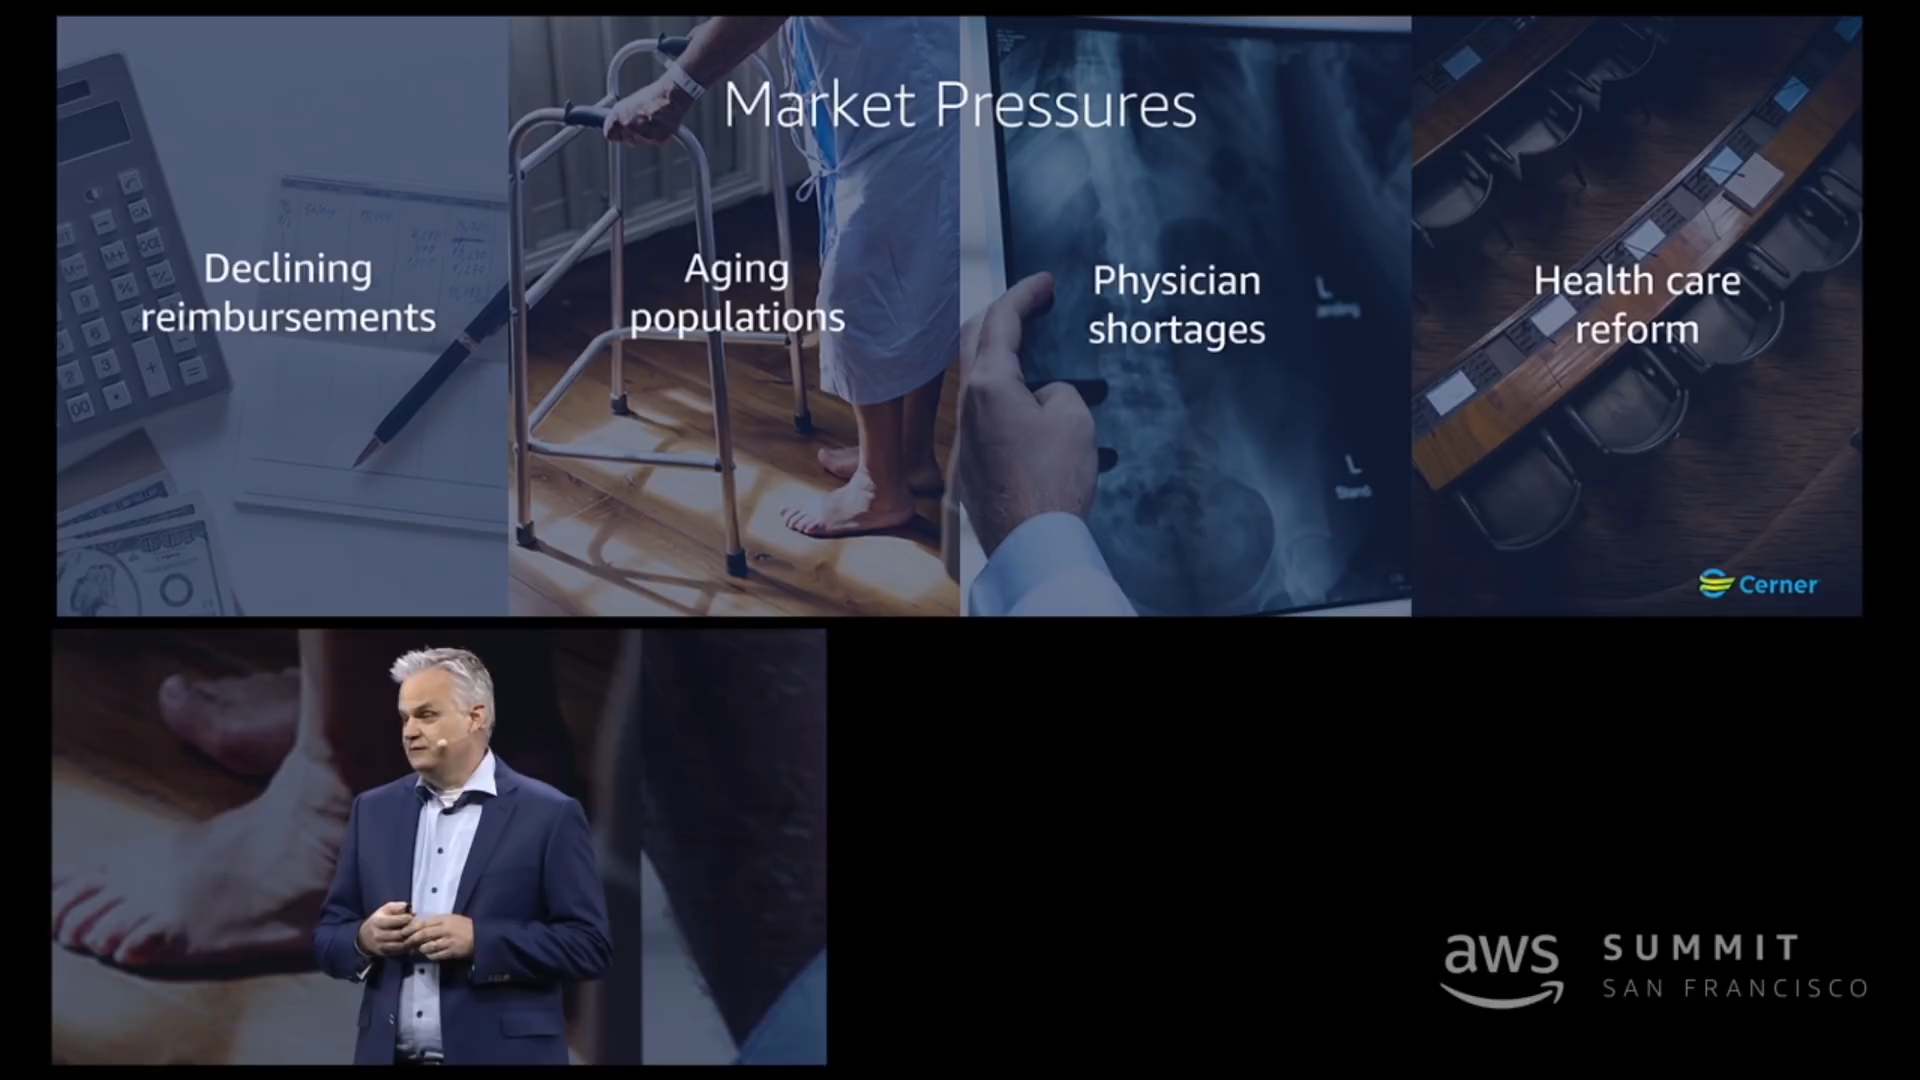 Market Pressures
Declining
reimbursements
Aging
populations
Physician
shortages
Health care
reform
Cerner
L
L
aws
SUMMIT
SAN FRANCISCO